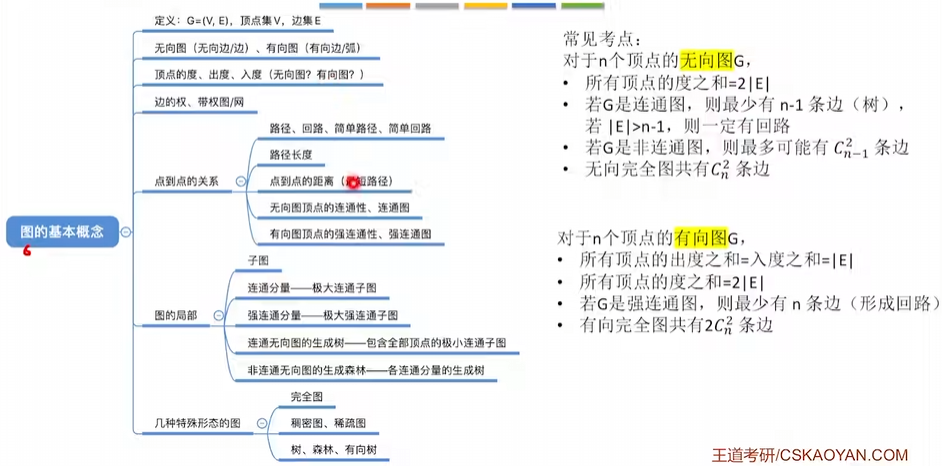 定义：G=(V, E)，顶点集V，边集E
无向图（无向边/边）、有向图（有向边/弧）
顶点的度、出度、入度（无向图？有向图？）
边的权、带权图/网
点到点的关系
路径、回路、简单路径、简单回路
路径长度
点到点的距离（短路径）
无向图顶点的连通性、连通图
有向图顶点的强连通性、强连通图
图的基本概念
6
图的局部
子图
连通分量——极大连通子图
强连通分量——极大强连通子图
连通无向图的生成树——包含全部顶点的极小连通子图
非连通无向图的生成森林——各连通分量的生成树
几种特殊形态的图
完全图
稠密图、稀疏图
树、森林、有向树
常见考点：
对于n个顶点的无向图G，
• 所有顶点的度之和=2|E|
• 若G是连通图，则最少有 n-1 条边（树），
若 |E|>n-1，则一定有回路
• 若G是非连通图，则最多可能有 $C_{n-1}^2$ 条边
• 无向完全图共有$C_n^2$ 条边
对于n个顶点的有向图G，
• 所有顶点的出度之和=入度之和=|E|
• 所有顶点的度之和=2|E|
• 若G是强连通图，则最少有 n 条边（形成回路）
• 有向完全图共有$2C_n^2$ 条边
王道考研/CSKAOYAN.COM